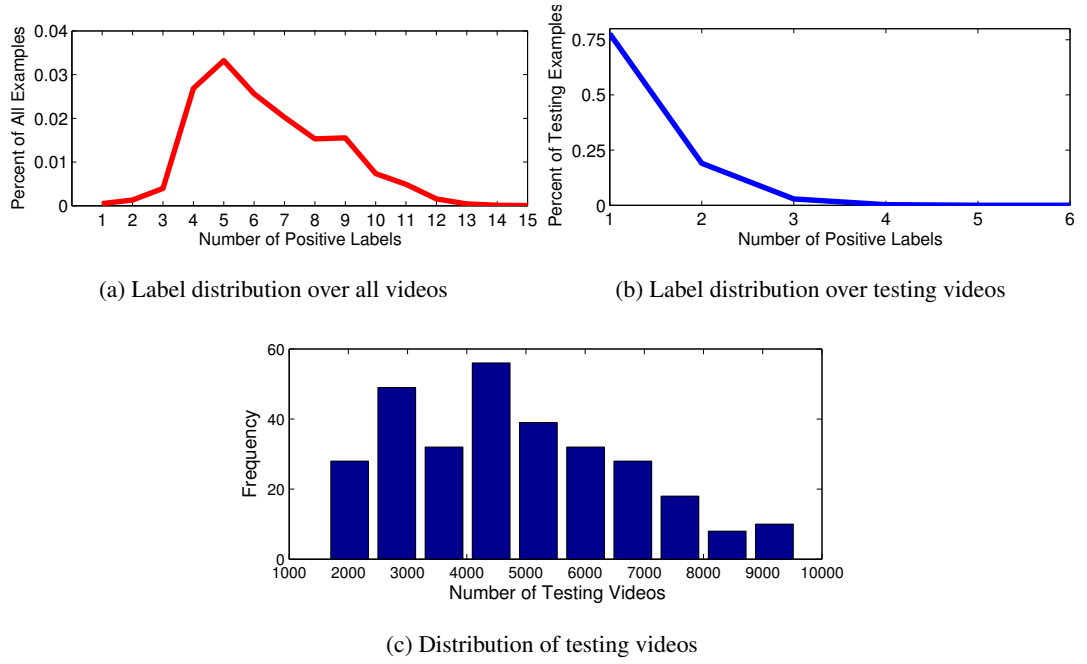 0.04
0.03
0.02
0.01
0
Percent of All Examples
1 2 3 4 5 6 7 8 9 10 11 12 13 14 15
Number of Positive Labels
(a) Label distribution over all videos
0.75
0.5
0.25
0
Percent of Testing Examples
1 2 3 4 5 6
Number of Positive Labels
(b) Label distribution over testing videos
60
40
20
0
Frequency
1000 2000 3000 4000 5000 6000 7000 8000 9000 10000
Number of Testing Videos
(c) Distribution of testing videos